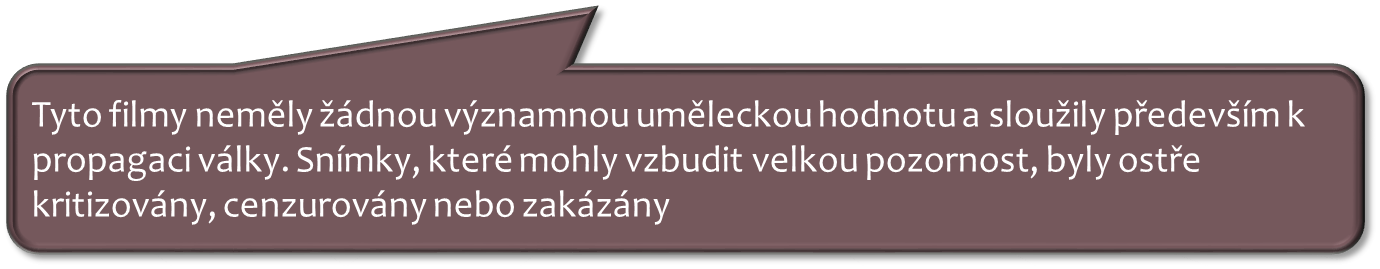 Tyto filmy neměly žádnou významnou uměleckou hodnotu a sloužily především k
propagaci války. Snímky, které mohly vzbudit velkou pozornost, byly ostře
kritizovány, cenzurovány nebo zakázány